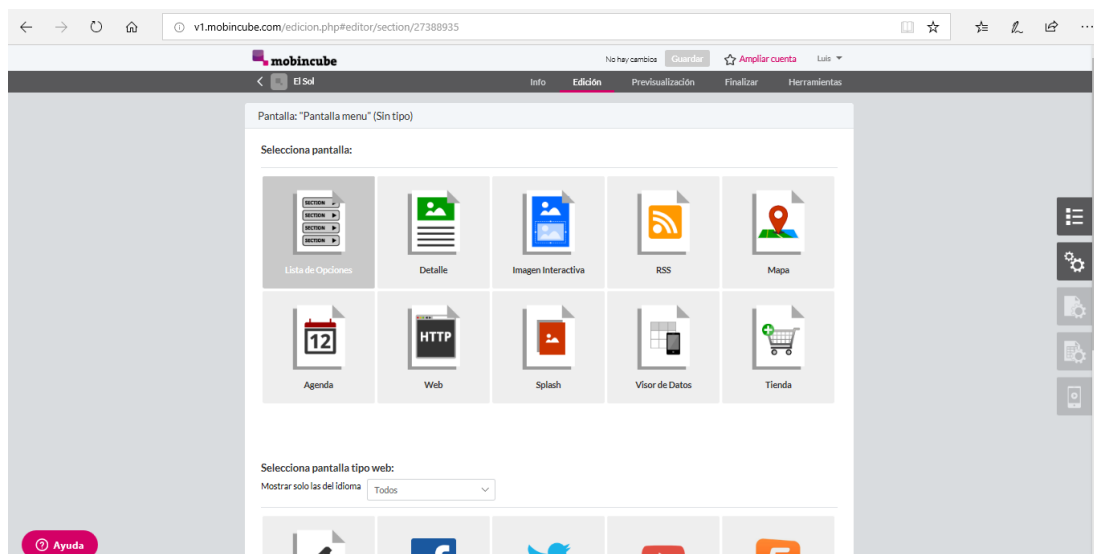 v1.mobincube.com/edicion.php#editor/section/27388935
mobincube
No hay cambios Guardar Ampliar cuenta Luis
El Sol Info Edición Previsualización Finalizar Herramientas
Pantalla: "Pantalla menu" (Sin tipo)
Selecciona pantalla:
SECTION
SECTION
SECTION
SECTION
Lista de Opciones Detalle Imagen Interactiva RSS Mapa
12 HTTP
Agenda Web Splash Visor de Datos Tienda
Selecciona pantalla tipo web:
Mostrar solo las del idioma Todos
Ayuda